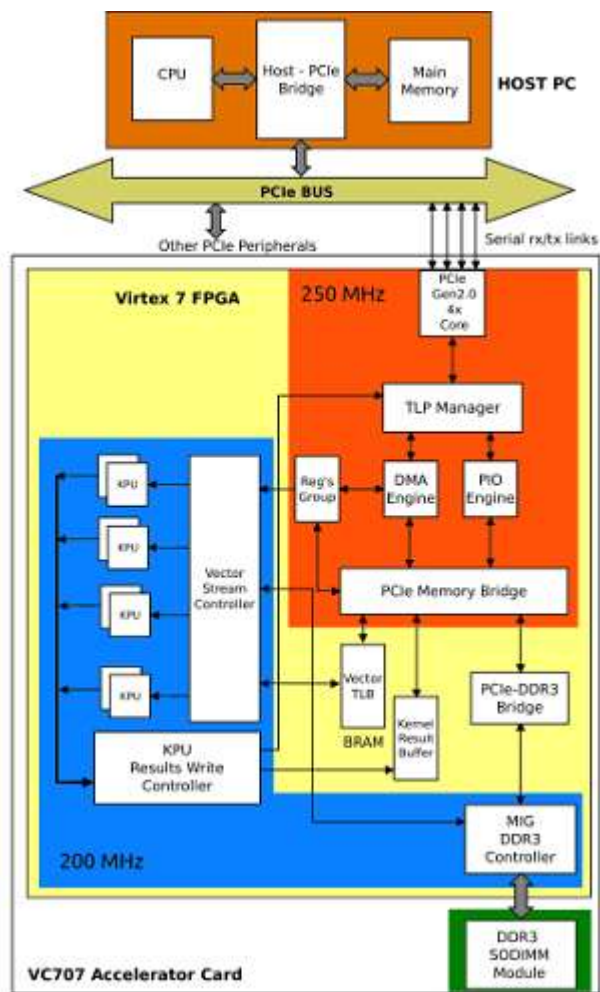 CPU
Host - PCIe
Bridge
Main
Memory
HOST PC
PCIe BUS
Other PCIe Peripherals
Serial rx/tx links
Virtex 7 FPGA
250 MHz
PCIe
Gen2.0
4x
Core
TLP Manager
Reg's
Group
DMA
Engine
PIO
Engine
KPU
KPU
KPU
KPU
Vector
Stream
Controller
PCIe Memory Bridge
Vector
TLB
BRAM
Kernel
Result
Buffer
PCIe-DDR3
Bridge
KPU
Results Write
Controller
200 MHz
MIG
DDR3
Controller
DDR3
SODIMM
Module
VC707 Accelerator Card